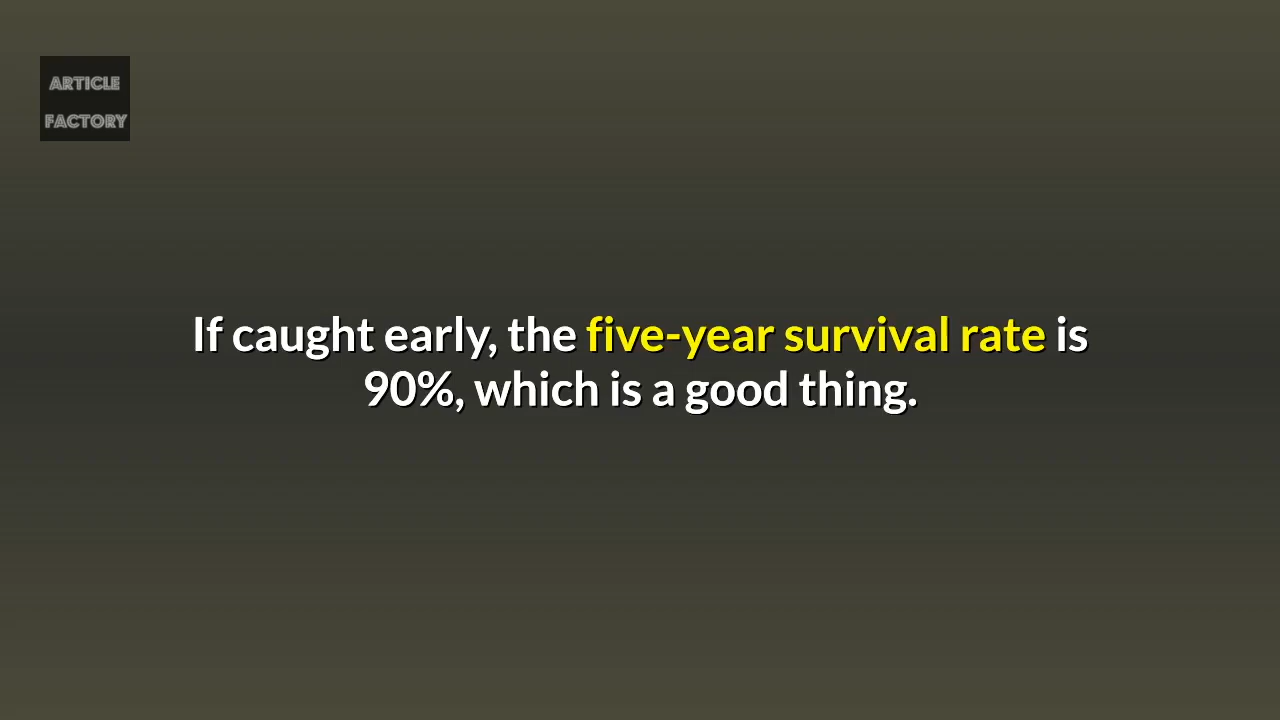 ARTICLE
FACTORY
If caught early, the five-year survival rate is
90%, which is a good thing.